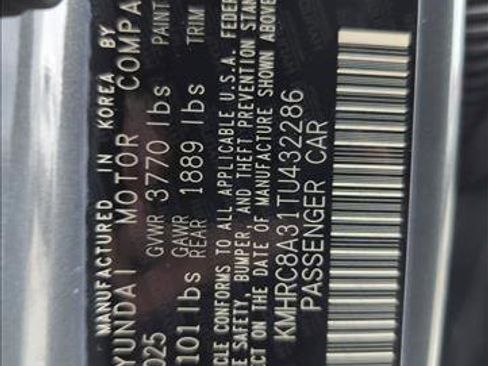 MANUFACTURED IN KOREA BY
HYUNDAI MOTOR COMPA
025 GVWR 3770 lbs PAINT
101 lbs GAWR REAR 1889 lbs TRIM
CLE CONFORMS TO ALL APPLICABLE U.S.A. FEDER
E SAFETY, BUMPER, AND THEFT PREVENTION STAN
ECT ON THE DATE OF MANUFACTURE SHOWN ABOVE
KMHRC8A31TU432286
PASSENGER CAR